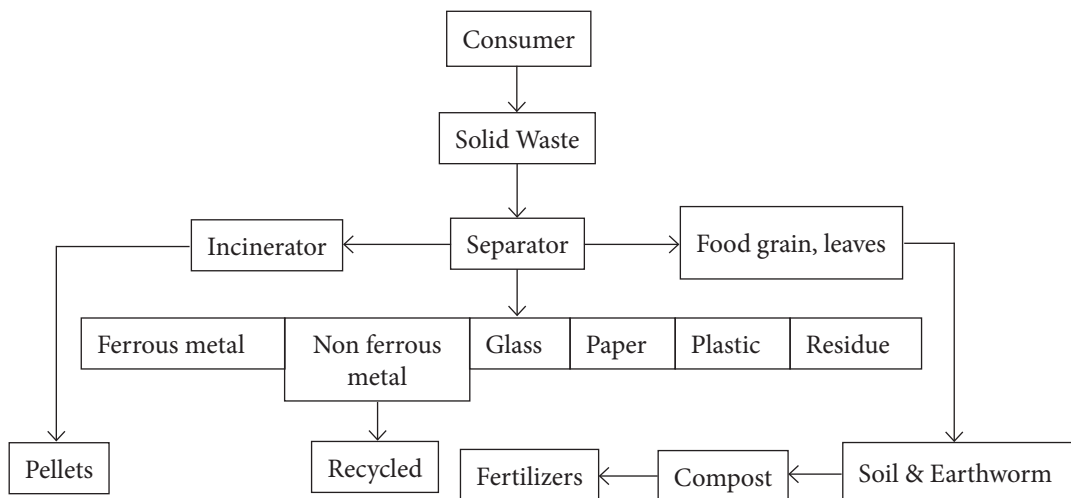 Consumer
Solid Waste
Incinerator
Separator
Food grain, leaves
Ferrous metal
Non ferrous
metal
Glass
Paper
Plastic
Residue
Pellets
Recycled
Fertilizers
Compost
Soil & Earthworm